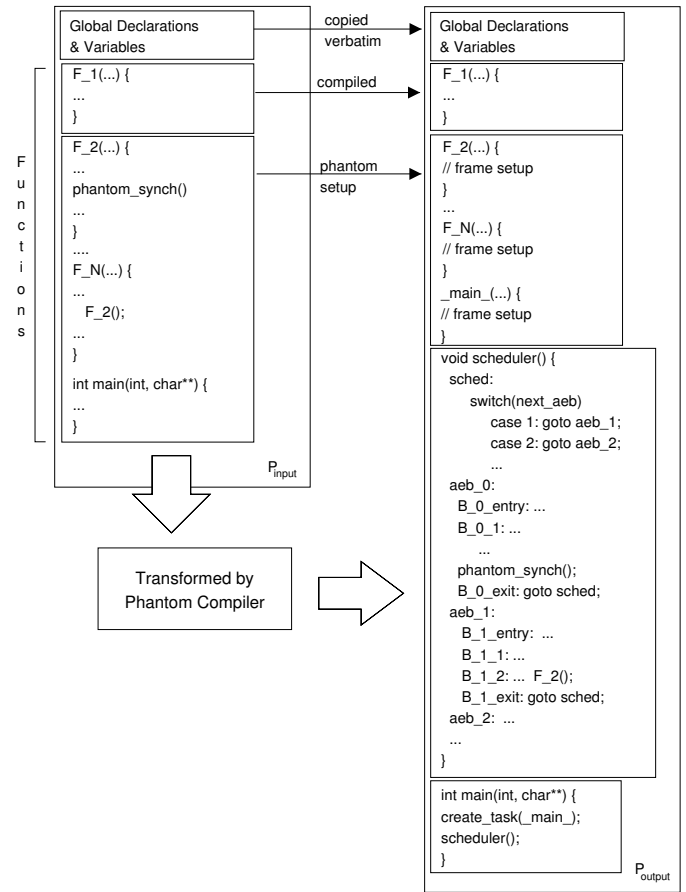 Global Declarations
& Variables
F_1(...) {
...
}
F_2(...) {
...
phantom_synch()
...
}
....
F_N(...) {
...
F_2();
...
}
int main(int, char**) {
...
}
Functions
P_input
copied
verbatim
compiled
phantom
setup
Transformed by
Phantom Compiler
Global Declarations
& Variables
F_1(...) {
...
}
F_2(...) {
// frame setup
}
...
F_N(...) {
// frame setup
}
_main_(...) {
// frame setup
}
void scheduler() {
sched:
switch(next_aeb)
case 1: goto aeb_1;
case 2: goto aeb_2;
...
aeb_0:
B_0_entry: ...
B_0_1: ...
...
phantom_synch();
B_0_exit: goto sched;
aeb_1:
B_1_entry: ...
B_1_1: ...
B_1_2: ... F_2();
B_1_exit: goto sched;
aeb_2: ...
...
}
int main(int, char**) {
create_task(_main_);
scheduler();
}
P_output